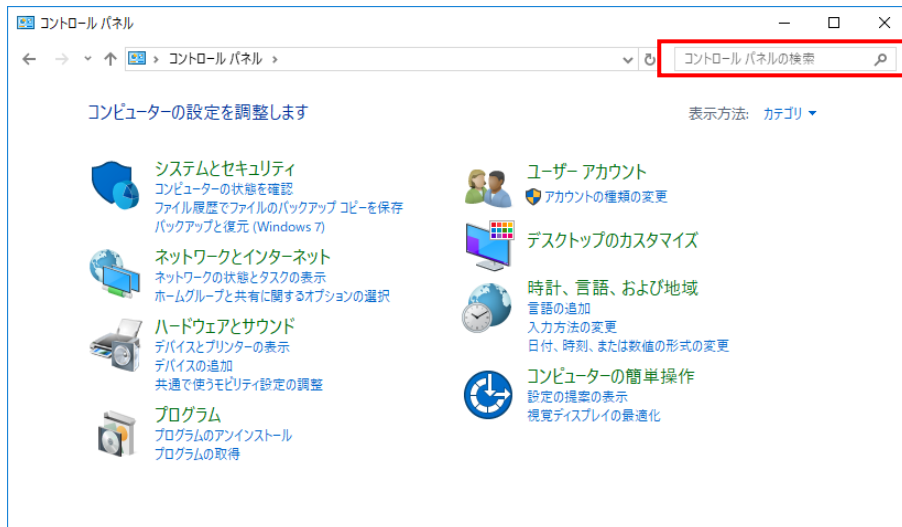 コントロール パネル
コントロール パネル
コントロール パネルの検索
コンピューターの設定を調整します
表示方法: カテゴリ
システムとセキュリティ
コンピューターの状態を確認
ファイル履歴でファイルのバックアップ コピーを保存
バックアップと復元 (Windows 7)
ネットワークとインターネット
ネットワークの状態とタスクの表示
ホームグループと共有に関するオプションの選択
ハードウェアとサウンド
デバイスとプリンターの表示
デバイスの追加
共通で使うモビリティ設定の調整
プログラム
プログラムのアンインストール
プログラムの取得
ユーザー アカウント
アカウントの種類の変更
デスクトップのカスタマイズ
時計、言語、および地域
言語の追加
入力方法の変更
日付、時刻、または数値の形式の変更
コンピューターの簡単操作
設定の提案の表示
視覚ディスプレイの最適化